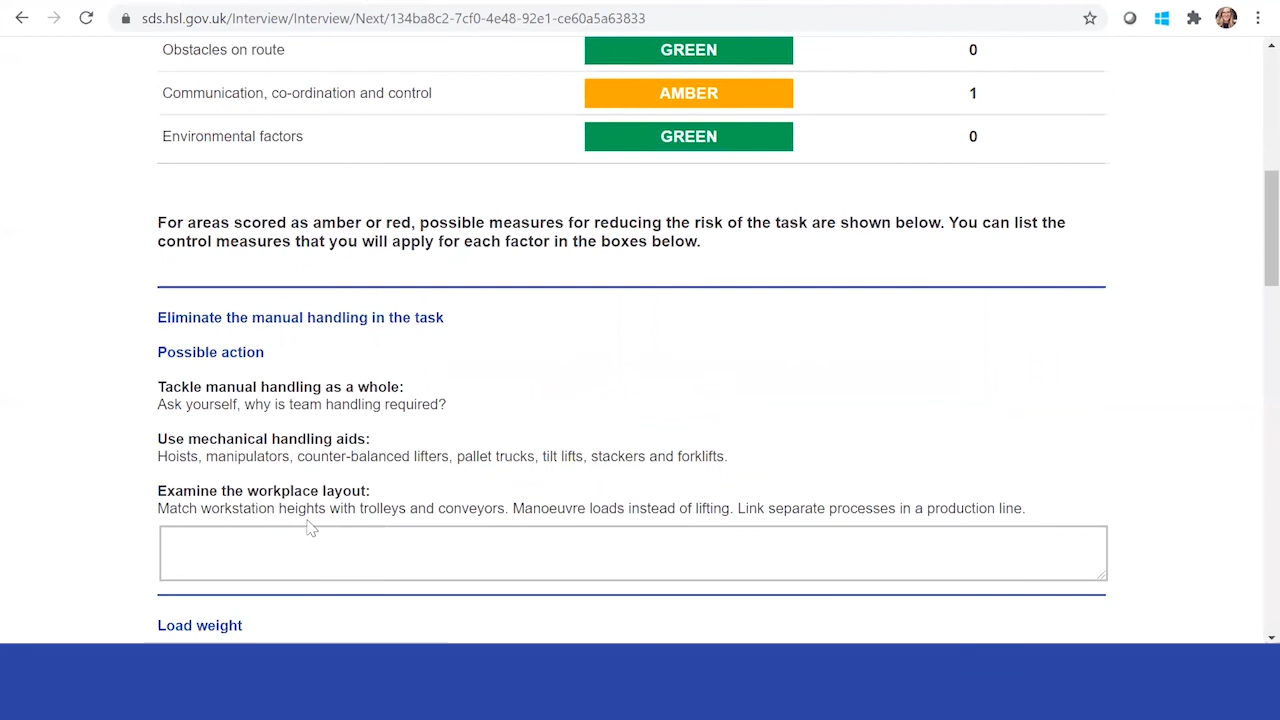 sds.hsl.gov.uk/Interview/Interview/Next/134ba8c2-7cf0-4e48-92e1-ce60a5a63833
Obstacles on route GREEN 0
Communication, co-ordination and control AMBER 1
Environmental factors GREEN 0
For areas scored as amber or red, possible measures for reducing the risk of the task are shown below. You can list the
control measures that you will apply for each factor in the boxes below.
Eliminate the manual handling in the task
Possible action
Tackle manual handling as a whole:
Ask yourself, why is team handling required?
Use mechanical handling aids:
Hoists, manipulators, counter-balanced lifters, pallet trucks, tilt lifts, stackers and forklifts.
Examine the workplace layout:
Match workstation heights with trolleys and conveyors. Manoeuvre loads instead of lifting. Link separate processes in a production line.
Load weight